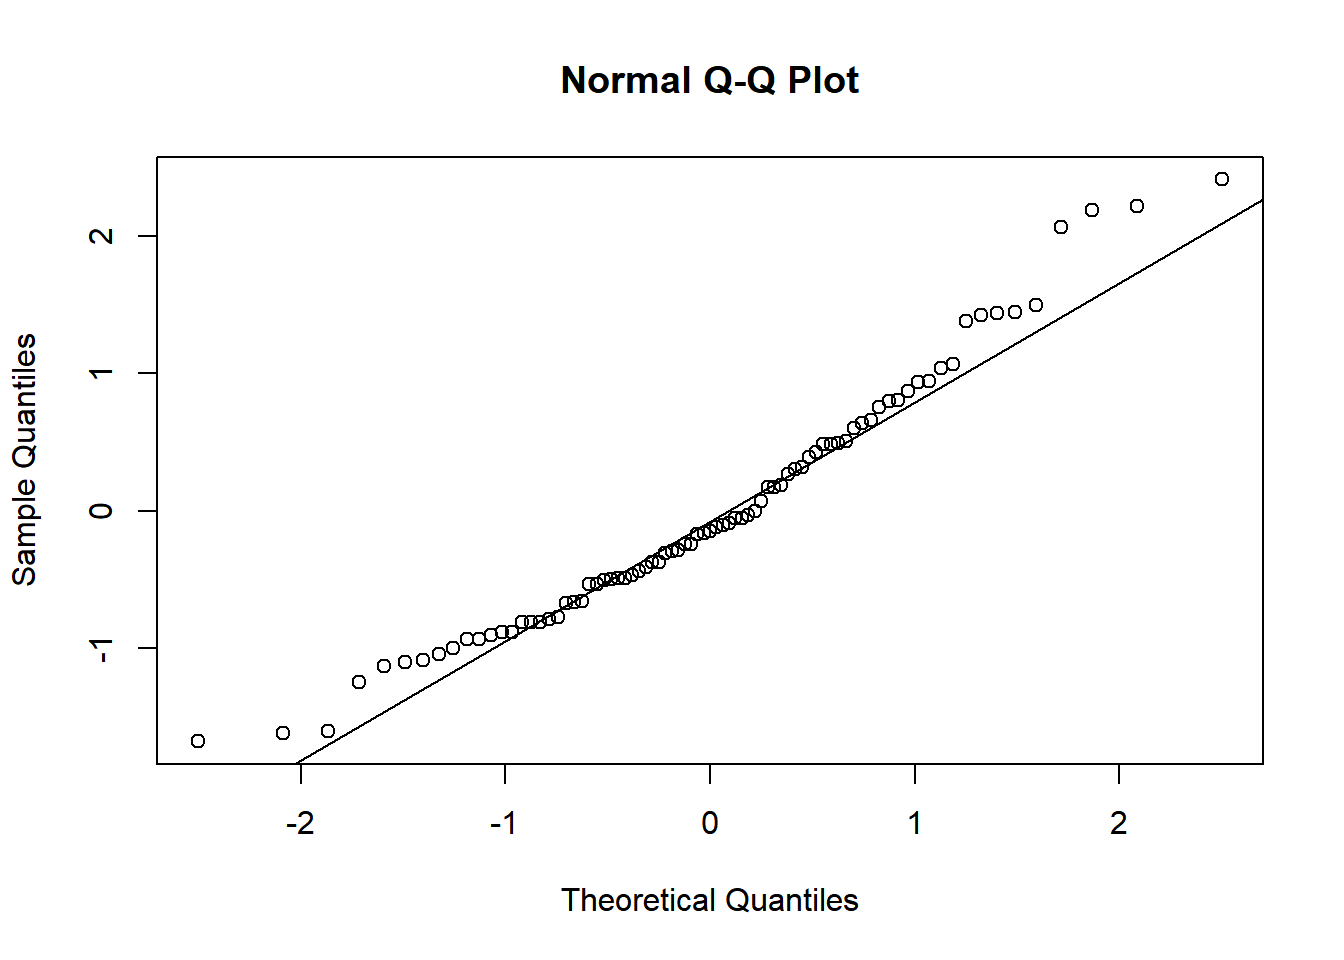 Normal Q-Q Plot
Sample Quantiles
2
1
0
-1
-2 -1 0 1 2
Theoretical Quantiles